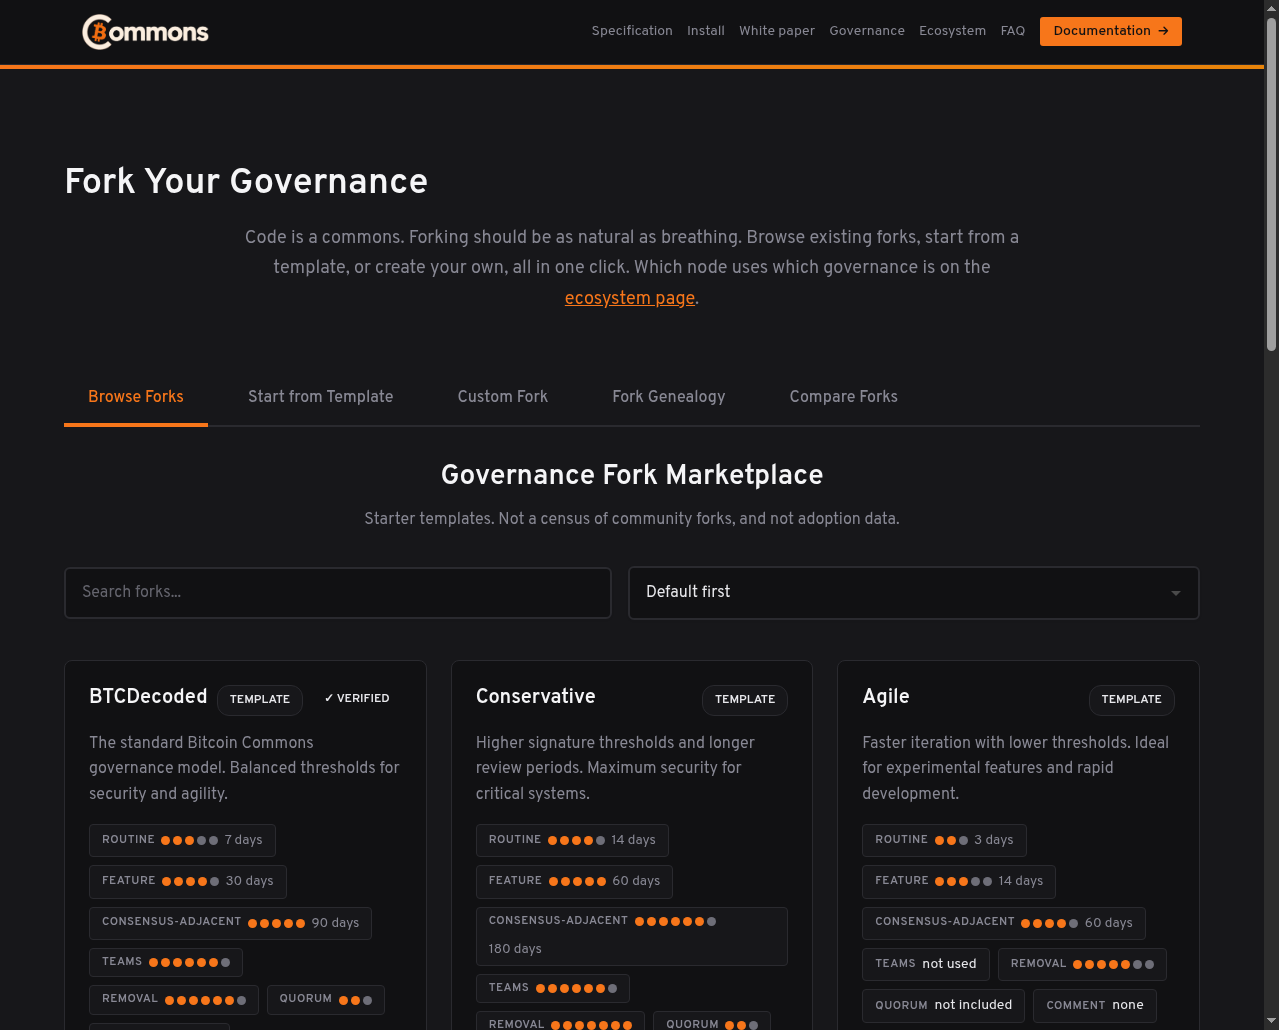 Commons
Specification Install White paper Governance Ecosystem FAQ Documentation →
Fork Your Governance
Code is a commons. Forking should be as natural as breathing. Browse existing forks, start from a
template, or create your own, all in one click. Which node uses which governance is on the
ecosystem page.
Browse Forks Start from Template Custom Fork Fork Genealogy Compare Forks
Governance Fork Marketplace
Starter templates. Not a census of community forks, and not adoption data.
Search forks...
Default first
BTCDecoded TEMPLATE ✓ VERIFIED
The standard Bitcoin Commons
governance model. Balanced thresholds for
security and agility.
ROUTINE 7 days
FEATURE 30 days
CONSENSUS-ADJACENT 90 days
TEAMS
REMOVAL QUORUM
Conservative TEMPLATE
Higher signature thresholds and longer
review periods. Maximum security for
critical systems.
ROUTINE 14 days
FEATURE 60 days
CONSENSUS-ADJACENT
180 days
TEAMS
REMOVAL QUORUM
Agile TEMPLATE
Faster iteration with lower thresholds. Ideal
for experimental features and rapid
development.
ROUTINE 3 days
FEATURE 14 days
CONSENSUS-ADJACENT 60 days
TEAMS not used REMOVAL
QUORUM not included COMMENT none